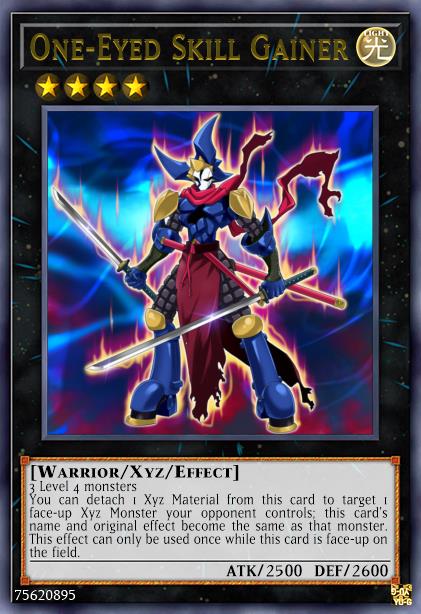 One-Eyed Skill Gainer
LIGHT
光
[Warrior/Xyz/Effect]
3 Level 4 monsters
You can detach 1 Xyz Material from this card to target 1
face-up Xyz Monster your opponent controls; this card's
name and original effect become the same as that monster.
This effect can only be used once while this card is face-up on
the field.
ATK/2500 DEF/2600
75620895